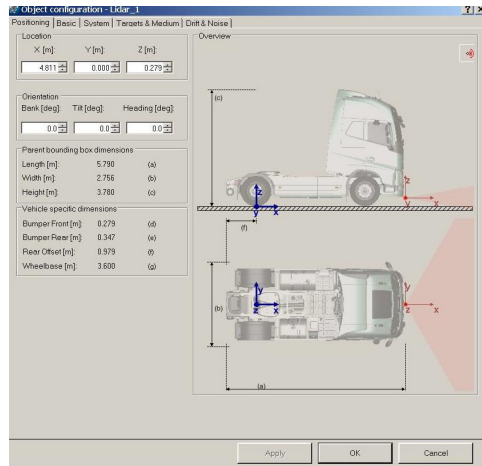 Object configuration - Lidar_1
Positioning | Basic | System | Targets & Medium | Drift & Noise |
Location
X [m]: Y [m]: Z [m]:
4.811 0.000 0.279
Orientation
Bank [deg]: Tilt [deg]: Heading [deg]:
0.0 0.0 0.0
Parent bounding box dimensions
Length [m]: 5.790 (a)
Width [m]: 2.756 (b)
Height [m]: 3.780 (c)
Vehicle specific dimensions
Bumper Front [m]: 0.279 (d)
Bumper Rear [m]: 0.347 (e)
Rear Offset [m]: 0.979 (f)
Wheelbase [m]: 3.600 (g)
Overview
(c)
z
z
y x
y x
(f)
y
y
(b)
z x
z x
(a)
Apply OK Cancel